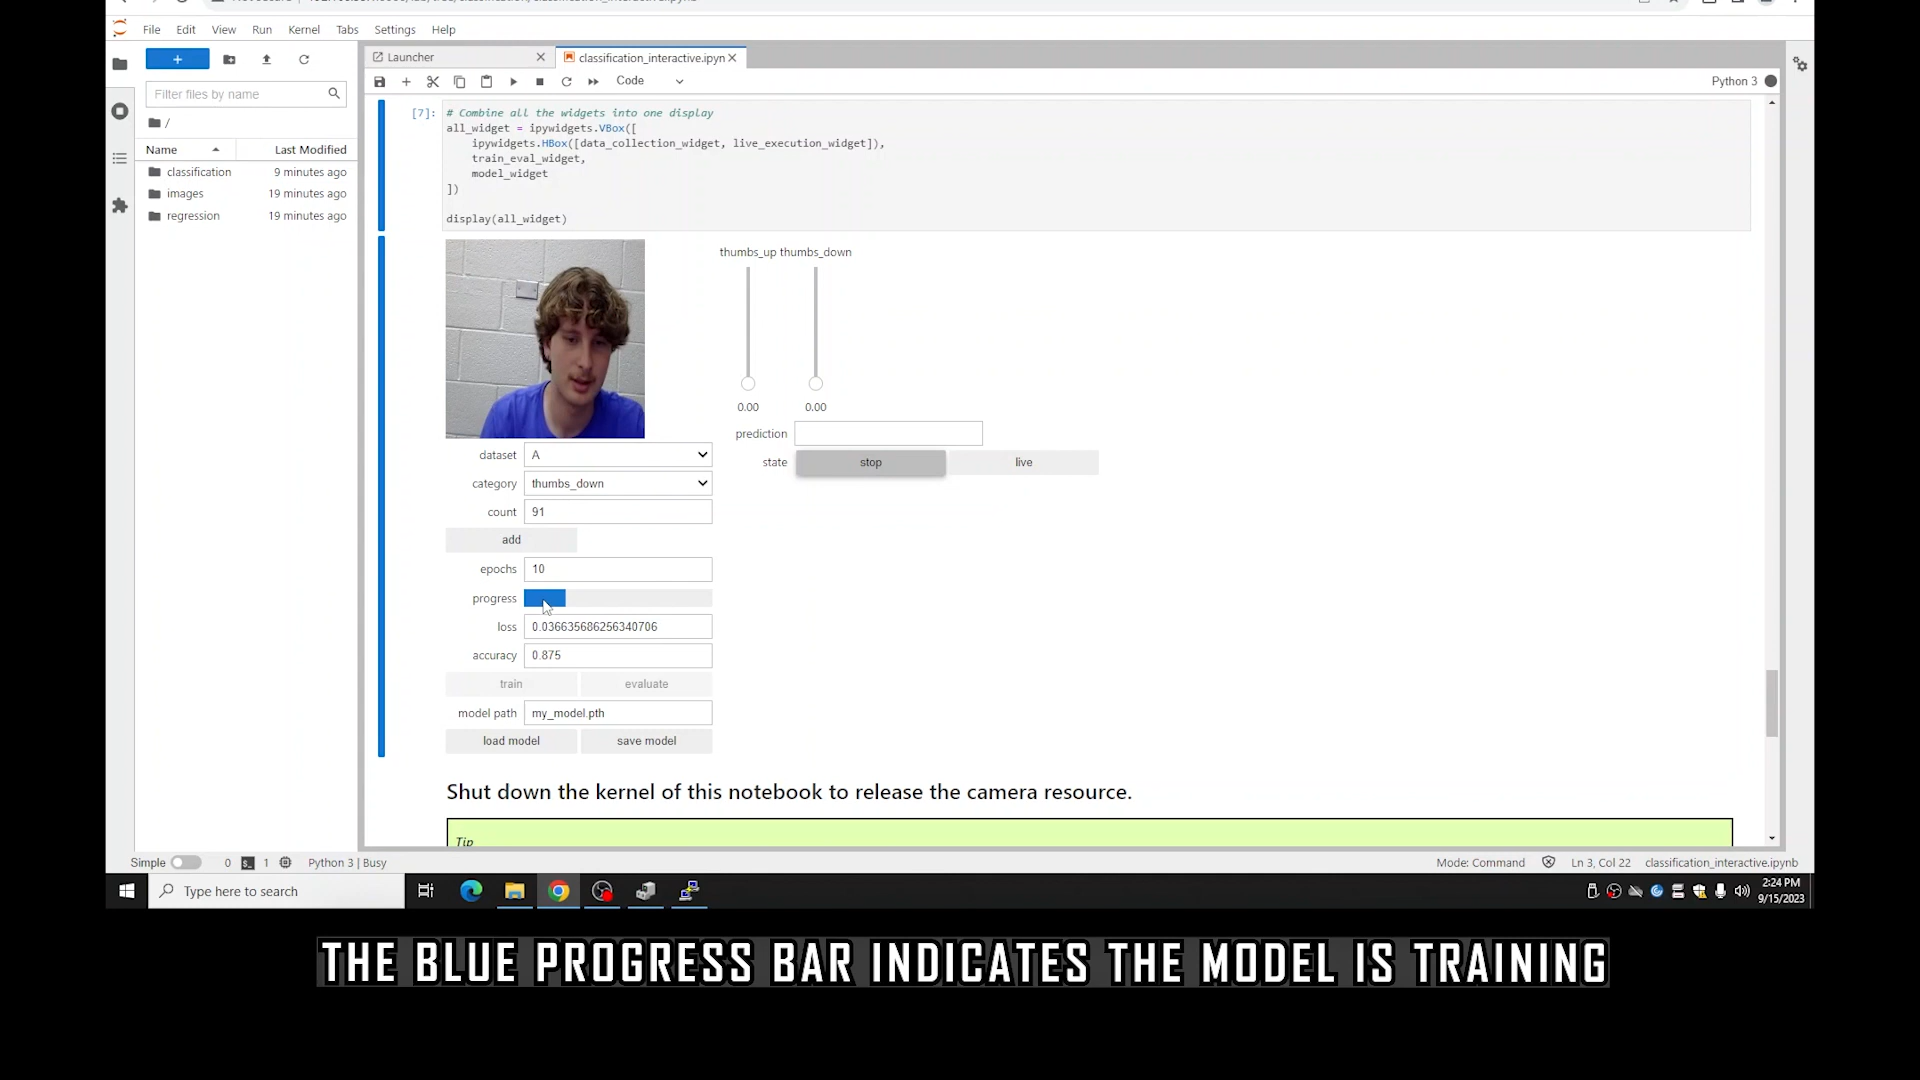 File Edit View Run Kernel Tabs Settings Help
Launcher
classification_interactive.ipyn
Filter files by name
/
Name Last Modified
classification 9 minutes ago
images 19 minutes ago
regression 19 minutes ago
Code
Python 3
[7]:
# Combine all the widgets into one display
all_widget = ipywidgets.VBox([
ipywidgets.HBox([data_collection_widget, live_execution_widget]),
train_eval_widget,
model_widget
])
display(all_widget)
thumbs_up thumbs_down
0.00 0.00
prediction
state stop live
dataset A
category thumbs_down
count 91
add
epochs 10
progress
loss 0.036635686256340706
accuracy 0.875
train evaluate
model path my_model.pth
load model save model
Shut down the kernel of this notebook to release the camera resource.
Tip
Simple 0 1 Python 3 | Busy
Mode: Command Ln 3, Col 22 classification_interactive.ipynb
Type here to search
2:24 PM
9/15/2023
THE BLUE PROGRESS BAR INDICATES THE MODEL IS TRAINING